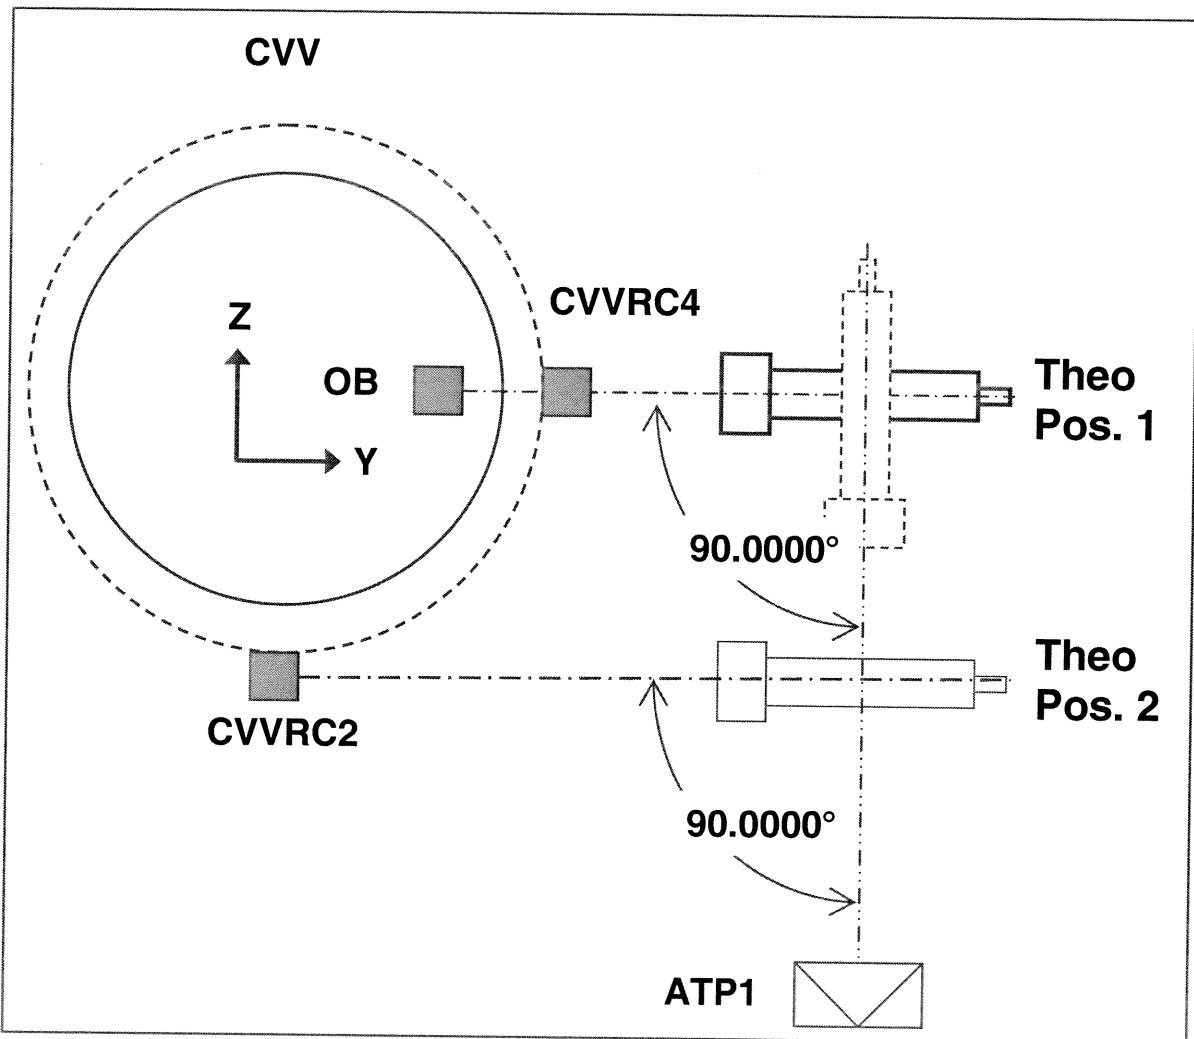 CVV
CVVRC4
Z
OB
Y
Theo
Pos. 1
90.0000°
Theo
Pos. 2
CVVRC2
90.0000°
ATP1